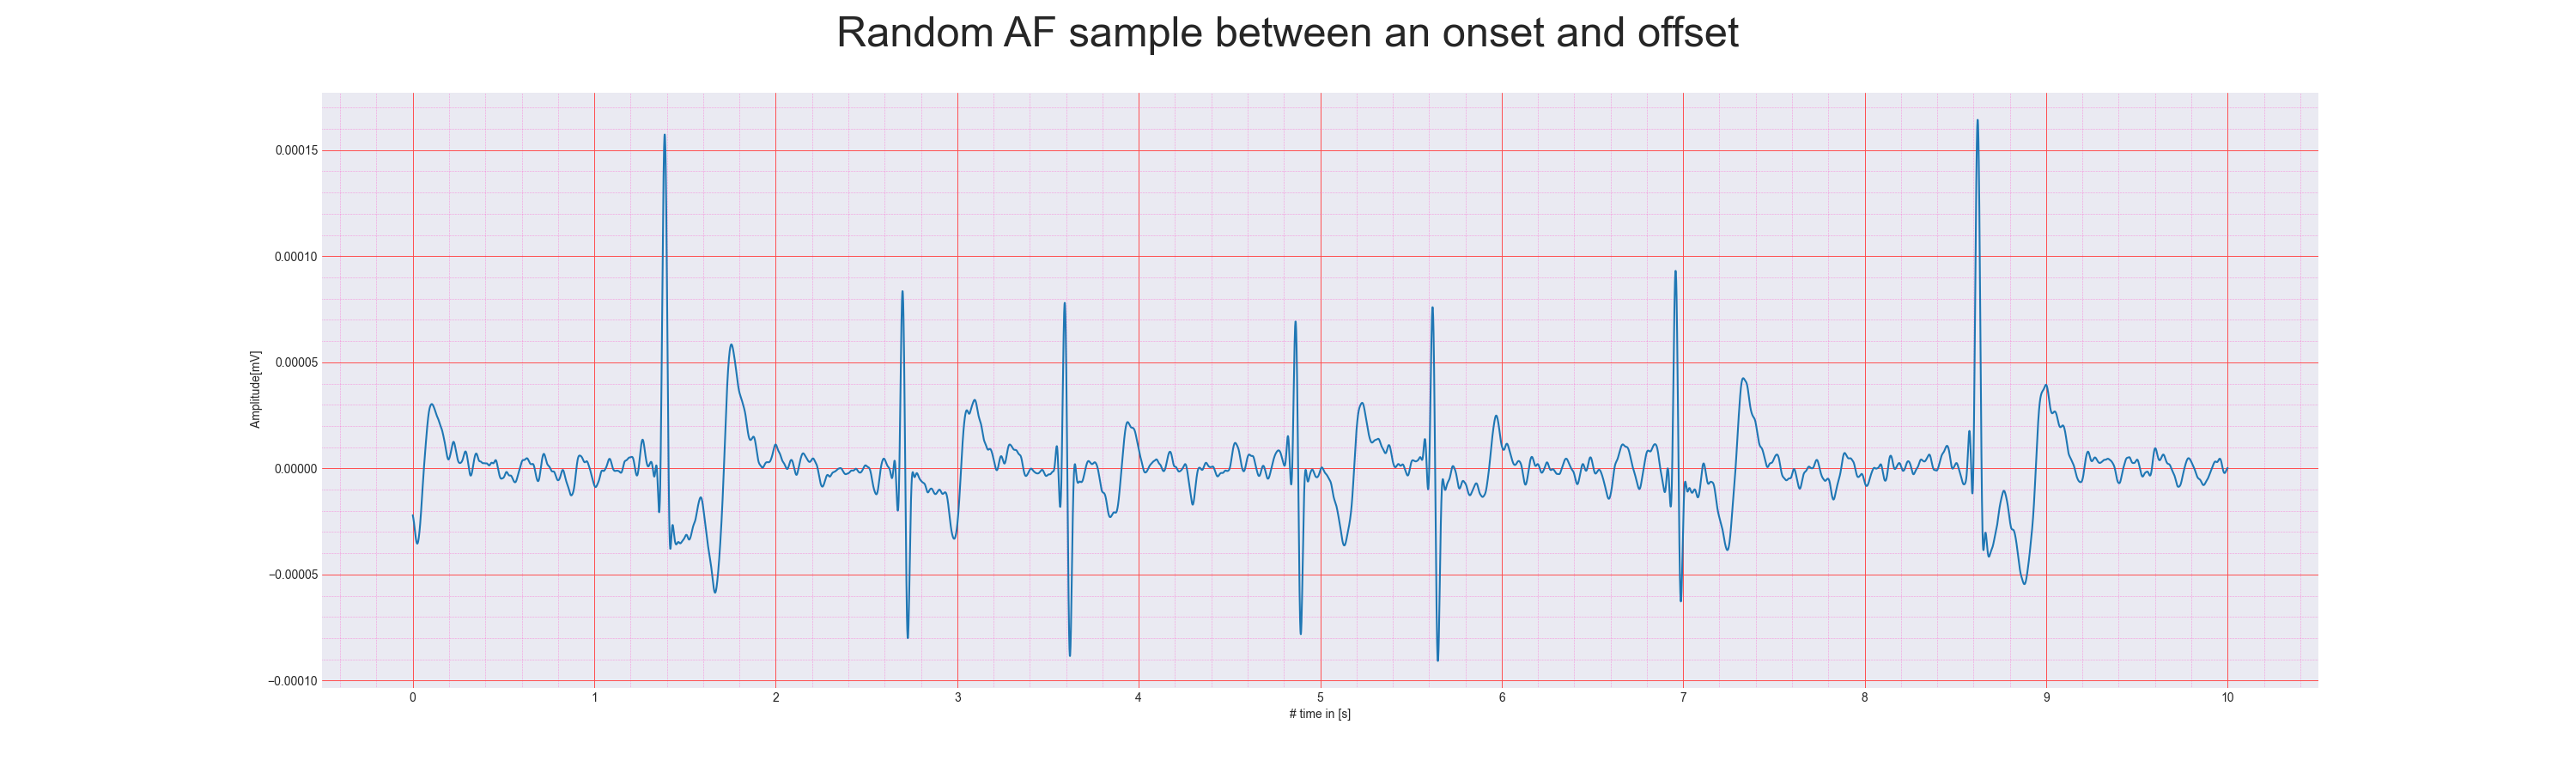 Random AF sample between an onset and offset
0.00015
0.00010
0.00005
0.00000
−0.00005
−0.00010
Amplitude[mV]
0 1 2 3 4 5 6 7 8 9 10
# time in [s]